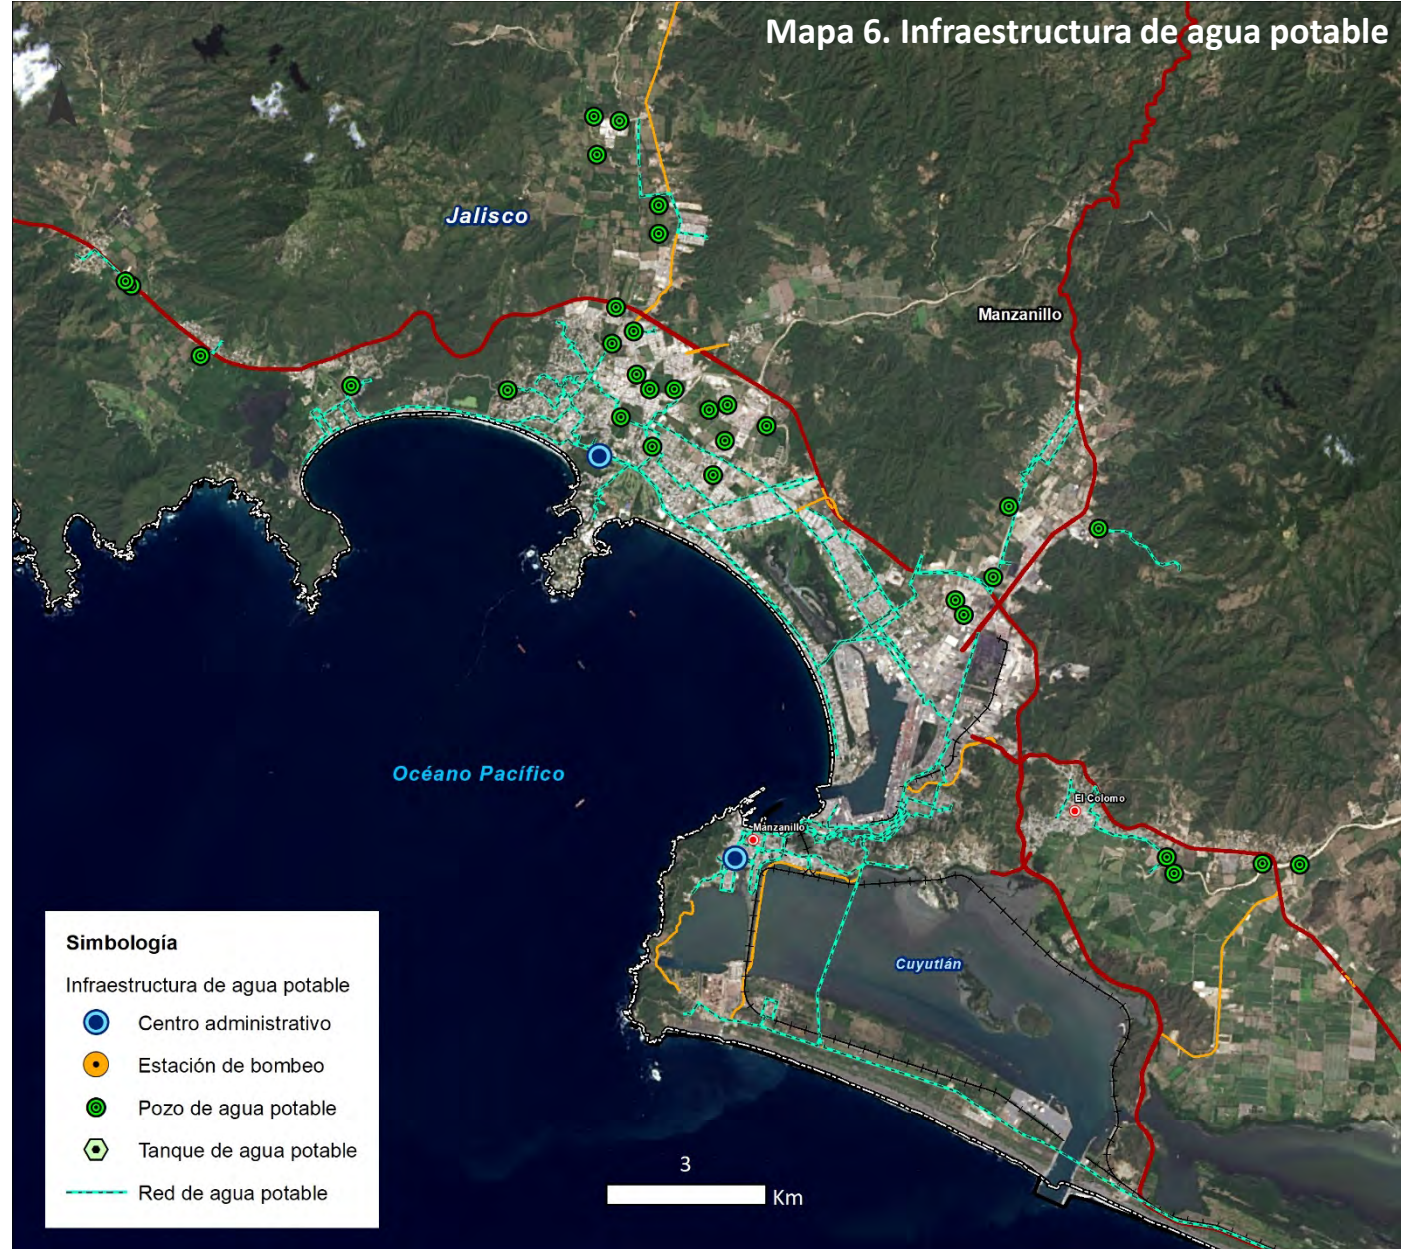 Mapa 6. Infraestructura de agua potable
Jalisco
Manzanillo
Océano Pacífico
El Colomo
Manzanillo
Cuyutlán
Simbología
Infraestructura de agua potable
Centro administrativo
Estación de bombeo
Pozo de agua potable
Tanque de agua potable
Red de agua potable
3
Km